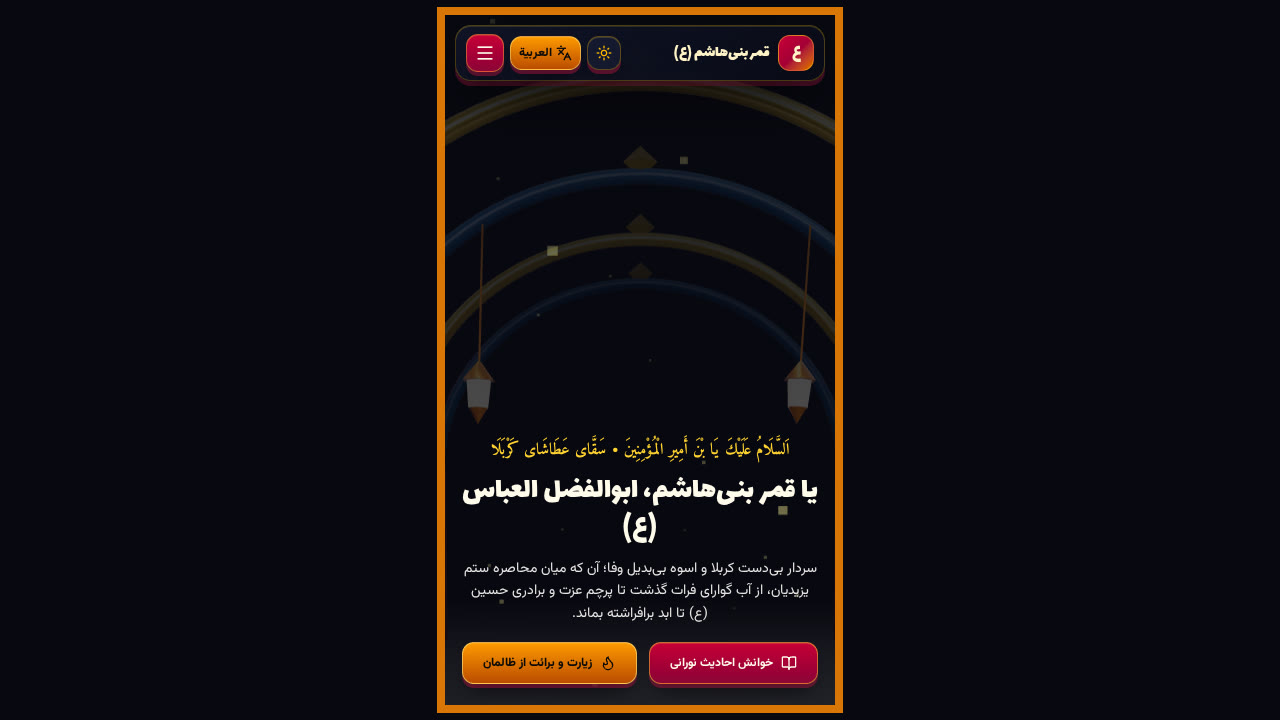 ع
قمر بنی‌هاشم (ع)
العربية
اَلسَّلَامُ عَلَيْكَ يَا بْنَ أَمِيرِ الْمُؤْمِنِينَ • سَقَّای عَطَاشَای كَرْبَلَا
یا قمر بنی‌هاشم، ابوالفضل العباس
(ع)
سردار بی‌دست کربلا و اسوه بی‌بدیل وفا؛ آن که میان محاصره ستم
یزیدیان، از آب گوارای فرات گذشت تا پرچم عزت و برادری حسین
(ع) تا ابد برافراشته بماند.
خوانش احادیث نورانی
زیارت و برائت از ظالمان